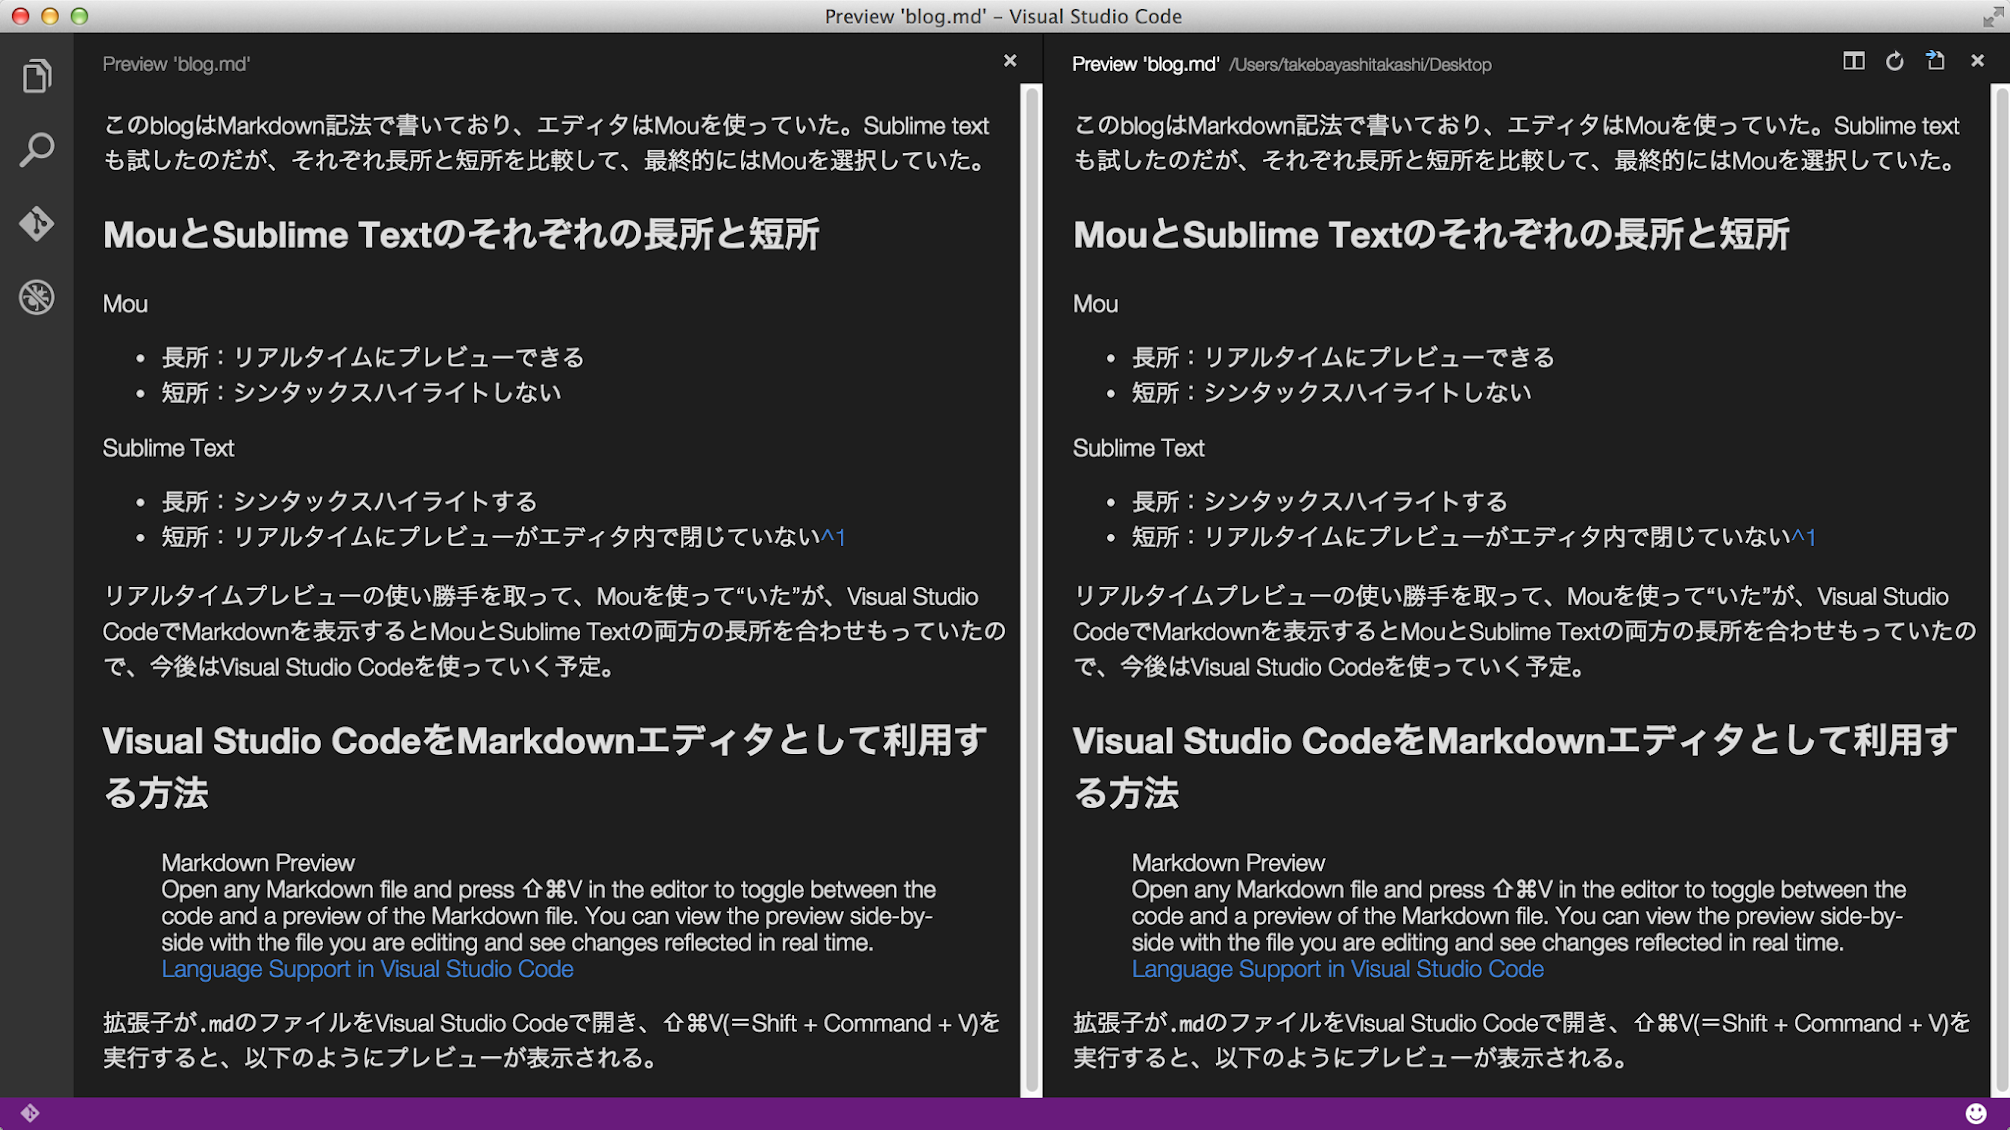 Preview 'blog.md' – Visual Studio Code
Preview 'blog.md'
このblogはMarkdown記法で書いており、エディタはMouを使っていた。Sublime text
も試したのだが、それぞれ長所と短所を比較して、最終的にはMouを選択していた。
MouとSublime Textのそれぞれの長所と短所
Mou
• 長所：リアルタイムにプレビューできる
• 短所：シンタックスハイライトしない
Sublime Text
• 長所：シンタックスハイライトする
• 短所：リアルタイムにプレビューがエディタ内で閉じていない^1
リアルタイムプレビューの使い勝手を取って、Mouを使って“いた”が、Visual Studio
CodeでMarkdownを表示するとMouとSublime Textの両方の長所を合わせもっていたの
で、今後はVisual Studio Codeを使っていく予定。
Visual Studio CodeをMarkdownエディタとして利用す
る方法
Markdown Preview
Open any Markdown file and press ⇧⌘V in the editor to toggle between the
code and a preview of the Markdown file. You can view the preview side-by-
side with the file you are editing and see changes reflected in real time.
Language Support in Visual Studio Code
拡張子が.mdのファイルをVisual Studio Codeで開き、⇧⌘V(＝Shift + Command + V)を
実行すると、以下のようにプレビューが表示される。
Preview 'blog.md' /Users/takebayashitakashi/Desktop
このblogはMarkdown記法で書いており、エディタはMouを使っていた。Sublime text
も試したのだが、それぞれ長所と短所を比較して、最終的にはMouを選択していた。
MouとSublime Textのそれぞれの長所と短所
Mou
• 長所：リアルタイムにプレビューできる
• 短所：シンタックスハイライトしない
Sublime Text
• 長所：シンタックスハイライトする
• 短所：リアルタイムにプレビューがエディタ内で閉じていない^1
リアルタイムプレビューの使い勝手を取って、Mouを使って“いた”が、Visual Studio
CodeでMarkdownを表示するとMouとSublime Textの両方の長所を合わせもっていたの
で、今後はVisual Studio Codeを使っていく予定。
Visual Studio CodeをMarkdownエディタとして利用す
る方法
Markdown Preview
Open any Markdown file and press ⇧⌘V in the editor to toggle between the
code and a preview of the Markdown file. You can view the preview side-by-
side with the file you are editing and see changes reflected in real time.
Language Support in Visual Studio Code
拡張子が.mdのファイルをVisual Studio Codeで開き、⇧⌘V(＝Shift + Command + V)を
実行すると、以下のようにプレビューが表示される。